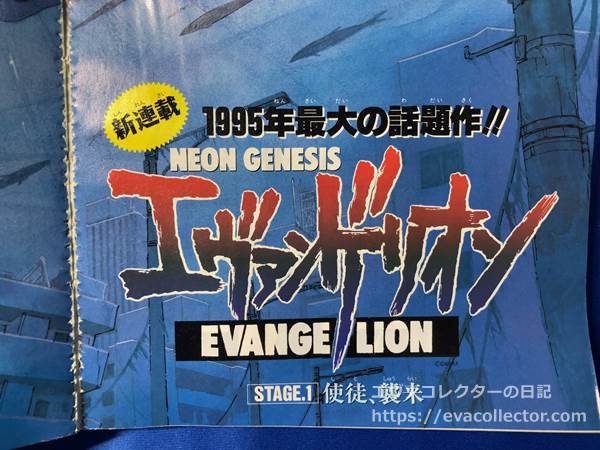 新連載
1995年最大の話題作!!
NEON GENESIS
エヴァンゲリオン
EVANGELION
STAGE.1 使徒、襲来
コレクターの日記
https://evacollector.com/